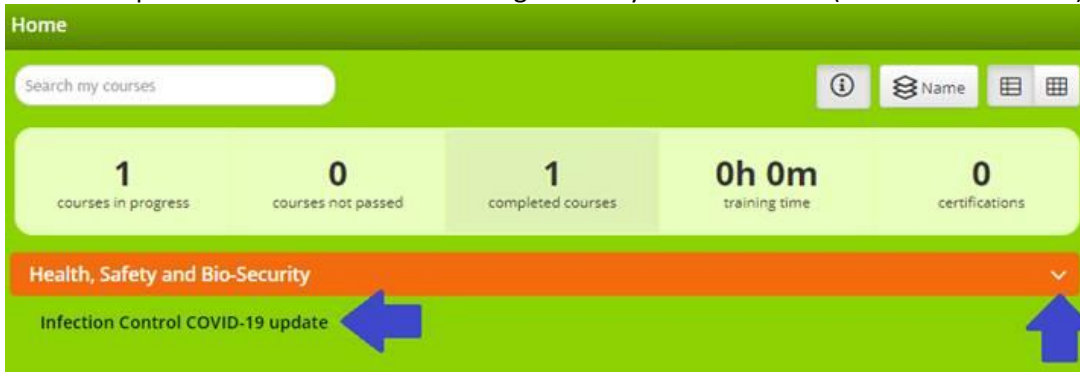 Home
Search my courses
Name
1 0 1 0h 0m 0
courses in progress courses not passed completed courses training time certifications
Health, Safety and Bio-Security
Infection Control COVID-19 update